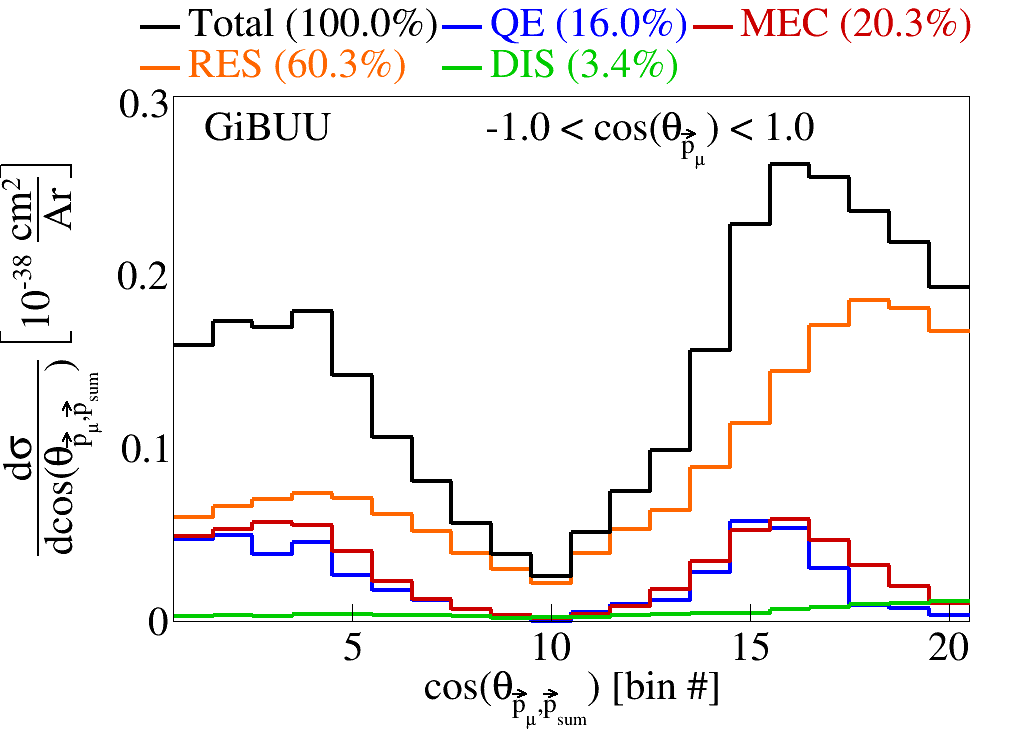 Total (100.0%) QE (16.0%) MEC (20.3%)
RES (60.3%) DIS (3.4%)
GiBUU -1.0 < cos(θp⃗μ) < 1.0
dσ/dcos(θp⃗μ,p⃗sum) [10-38 cm2/Ar]
0.3
0.2
0.1
0
5 10 15 20
cos(θp⃗μ,p⃗sum) [bin #]